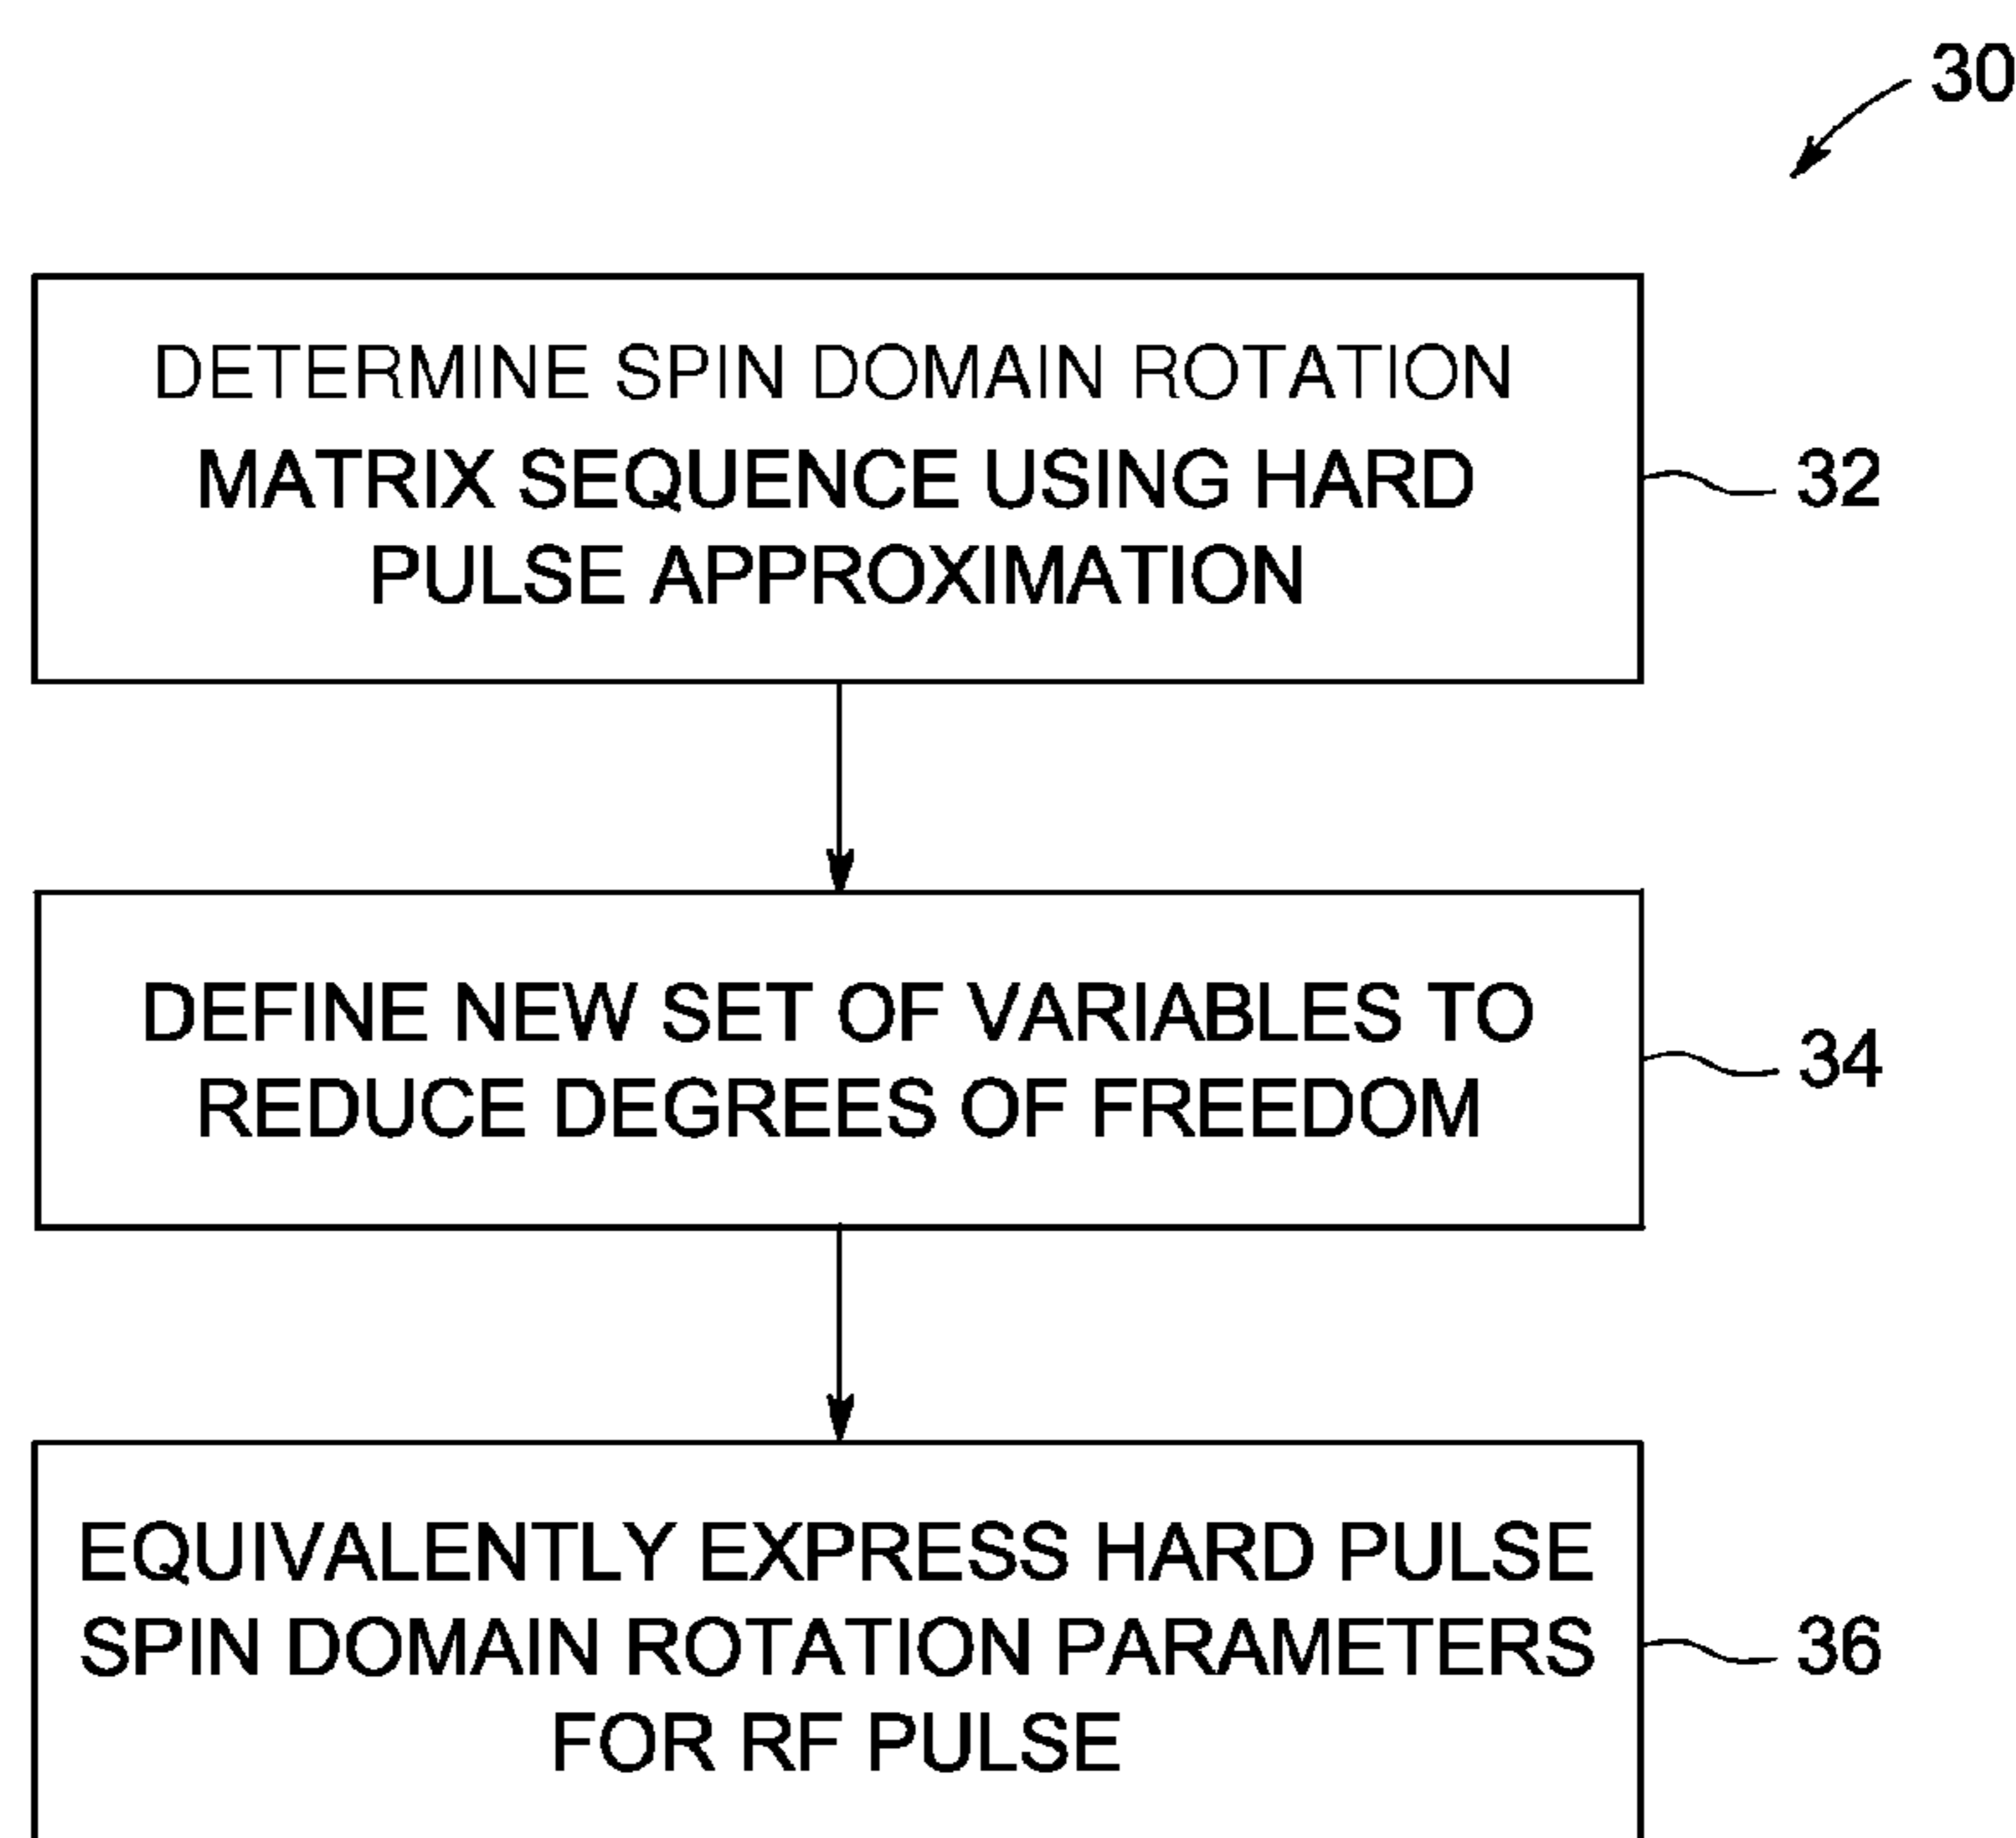 30
DETERMINE SPIN DOMAIN ROTATION
MATRIX SEQUENCE USING HARD
PULSE APPROXIMATION
32
DEFINE NEW SET OF VARIABLES TO
REDUCE DEGREES OF FREEDOM
34
EQUIVALENTLY EXPRESS HARD PULSE
SPIN DOMAIN ROTATION PARAMETERS
FOR RF PULSE
36